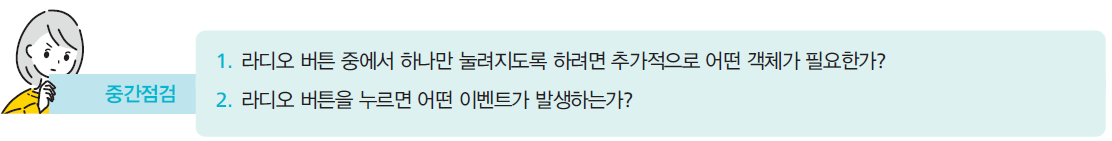 중간점검
1. 라디오 버튼 중에서 하나만 눌려지도록 하려면 추가적으로 어떤 객체가 필요한가?
2. 라디오 버튼을 누르면 어떤 이벤트가 발생하는가?